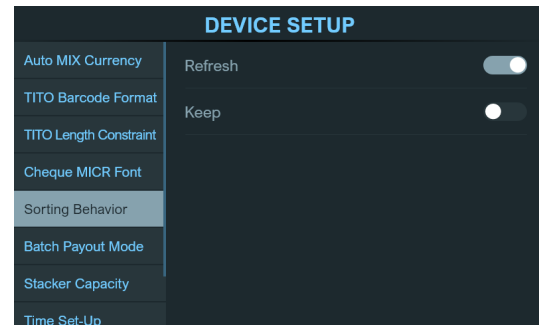 DEVICE SETUP
Auto MIX Currency
TITO Barcode Format
TITO Length Constraint
Cheque MICR Font
Sorting Behavior
Batch Payout Mode
Stacker Capacity
Time Set-Up
Refresh
Keep